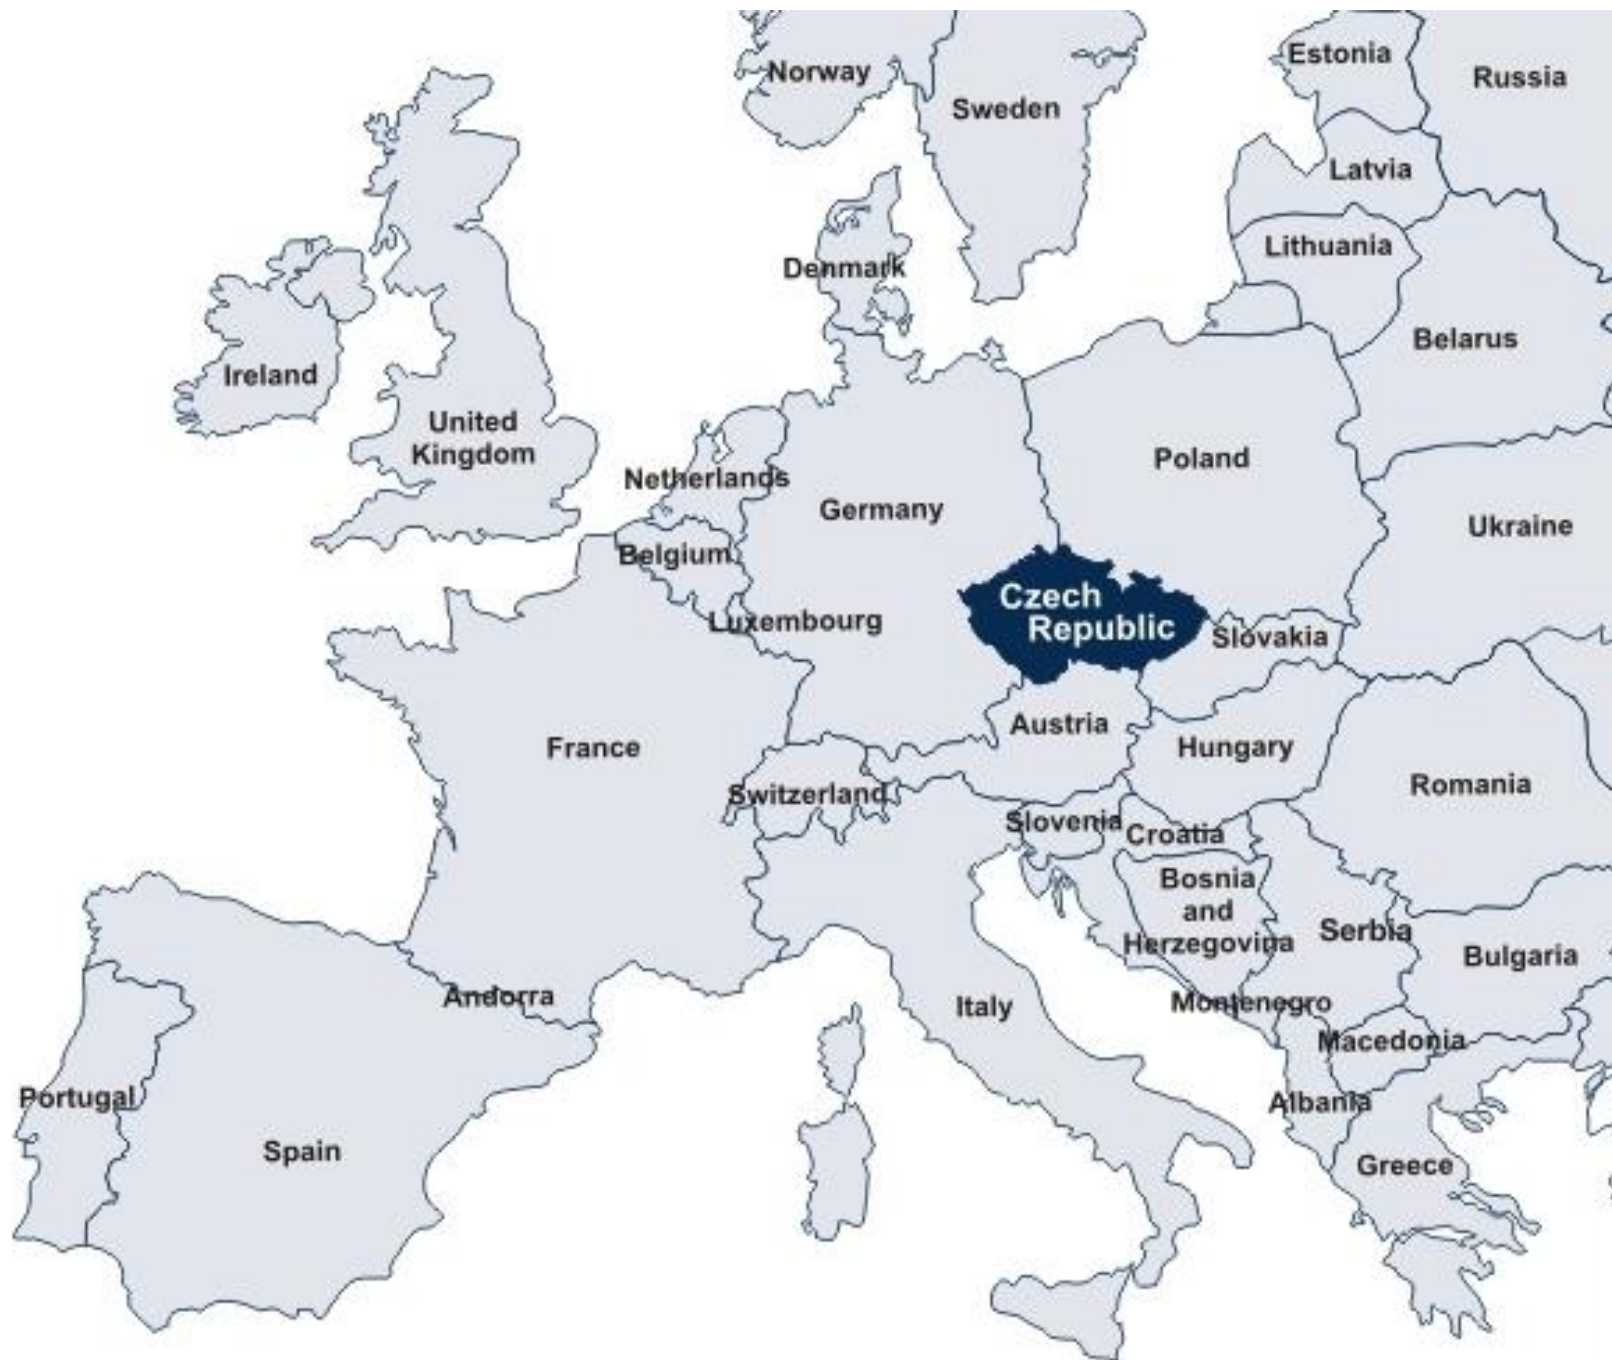 Norway
Sweden
Estonia
Russia
Latvia
Lithuania
Denmark
Belarus
Ireland
United
Kingdom
Netherlands
Germany
Poland
Ukraine
Belgium
Czech
Republic
Luxembourg
Slovakia
Austria
France
Hungary
Switzerland
Romania
Slovenia
Croatia
Bosnia
and
Herzegovina
Serbia
Bulgaria
Andorra
Italy
Montenegro
Macedonia
Portugal
Albania
Spain
Greece